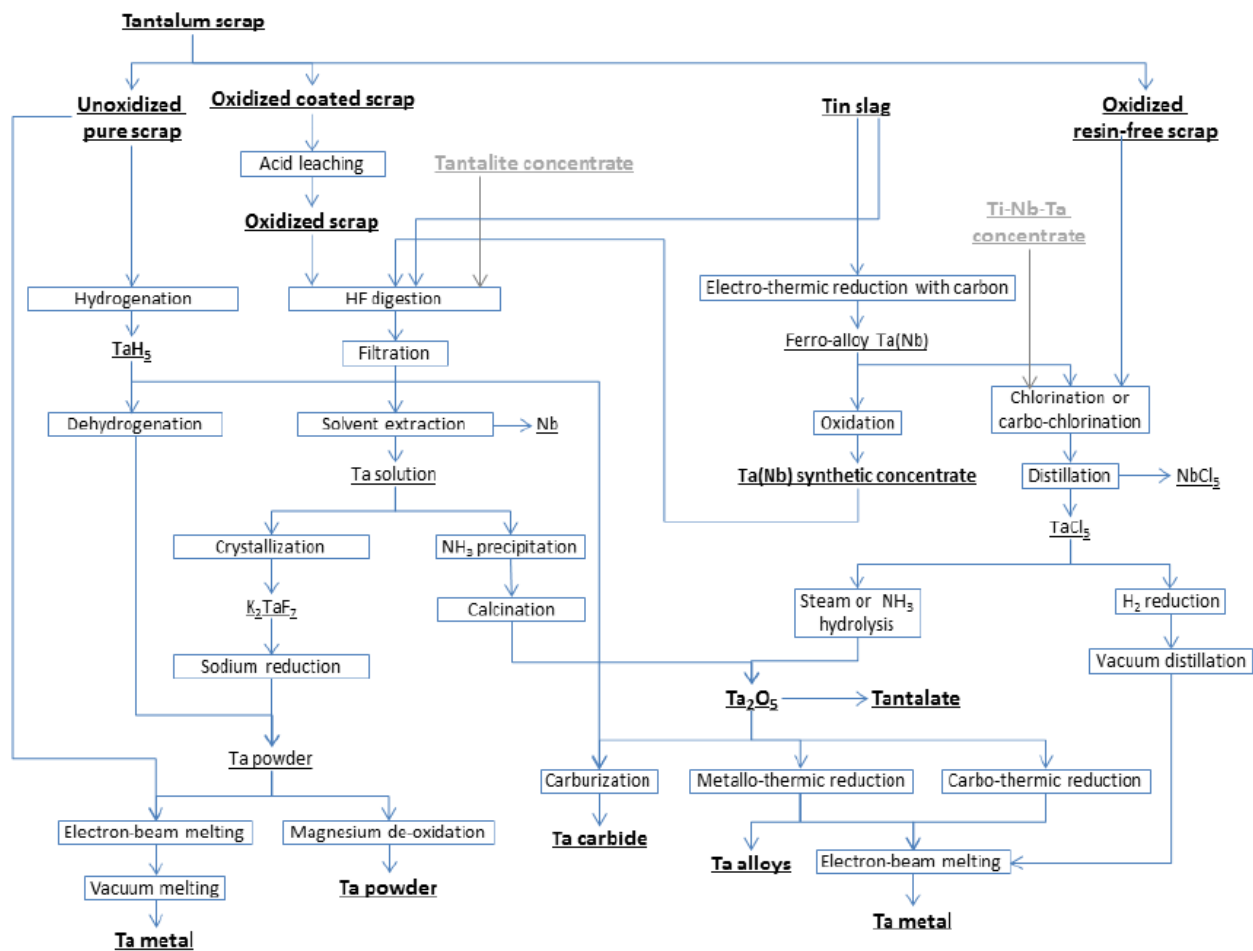 Tantalum scrap
Unoxidized
pure scrap
Oxidized coated scrap
Tin slag
Oxidized
resin-free scrap
Acid leaching
Tantalite concentrate
Oxidized scrap
Ti-Nb-Ta
concentrate
Hydrogenation
HF digestion
Electro-thermic reduction with carbon
TaH₅
Filtration
Ferro-alloy Ta(Nb)
Dehydrogenation
Solvent extraction
Nb
Oxidation
Chlorination or
carbo-chlorination
Ta solution
Ta(Nb) synthetic concentrate
Distillation
NbCl₅
Crystallization
NH₃ precipitation
TaCl₅
K₂TaF₇
Calcination
Steam or NH₃
hydrolysis
H₂ reduction
Sodium reduction
Vacuum distillation
Ta₂O₅
Tantalate
Ta powder
Carburization
Metallo-thermic reduction
Carbo-thermic reduction
Electron-beam melting
Magnesium de-oxidation
Ta carbide
Ta alloys
Electron-beam melting
Vacuum melting
Ta powder
Ta metal
Ta metal